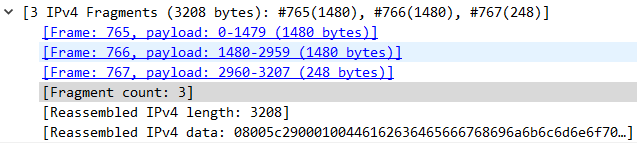 [3 IPv4 Fragments (3208 bytes): #765(1480), #766(1480), #767(248)]
[Frame: 765, payload: 0-1479 (1480 bytes)]
[Frame: 766, payload: 1480-2959 (1480 bytes)]
[Frame: 767, payload: 2960-3207 (248 bytes)]
[Fragment count: 3]
[Reassembled IPv4 length: 3208]
[Reassembled IPv4 data: 08005c29000100446162636465666768696a6b6c6d6e6f70…]